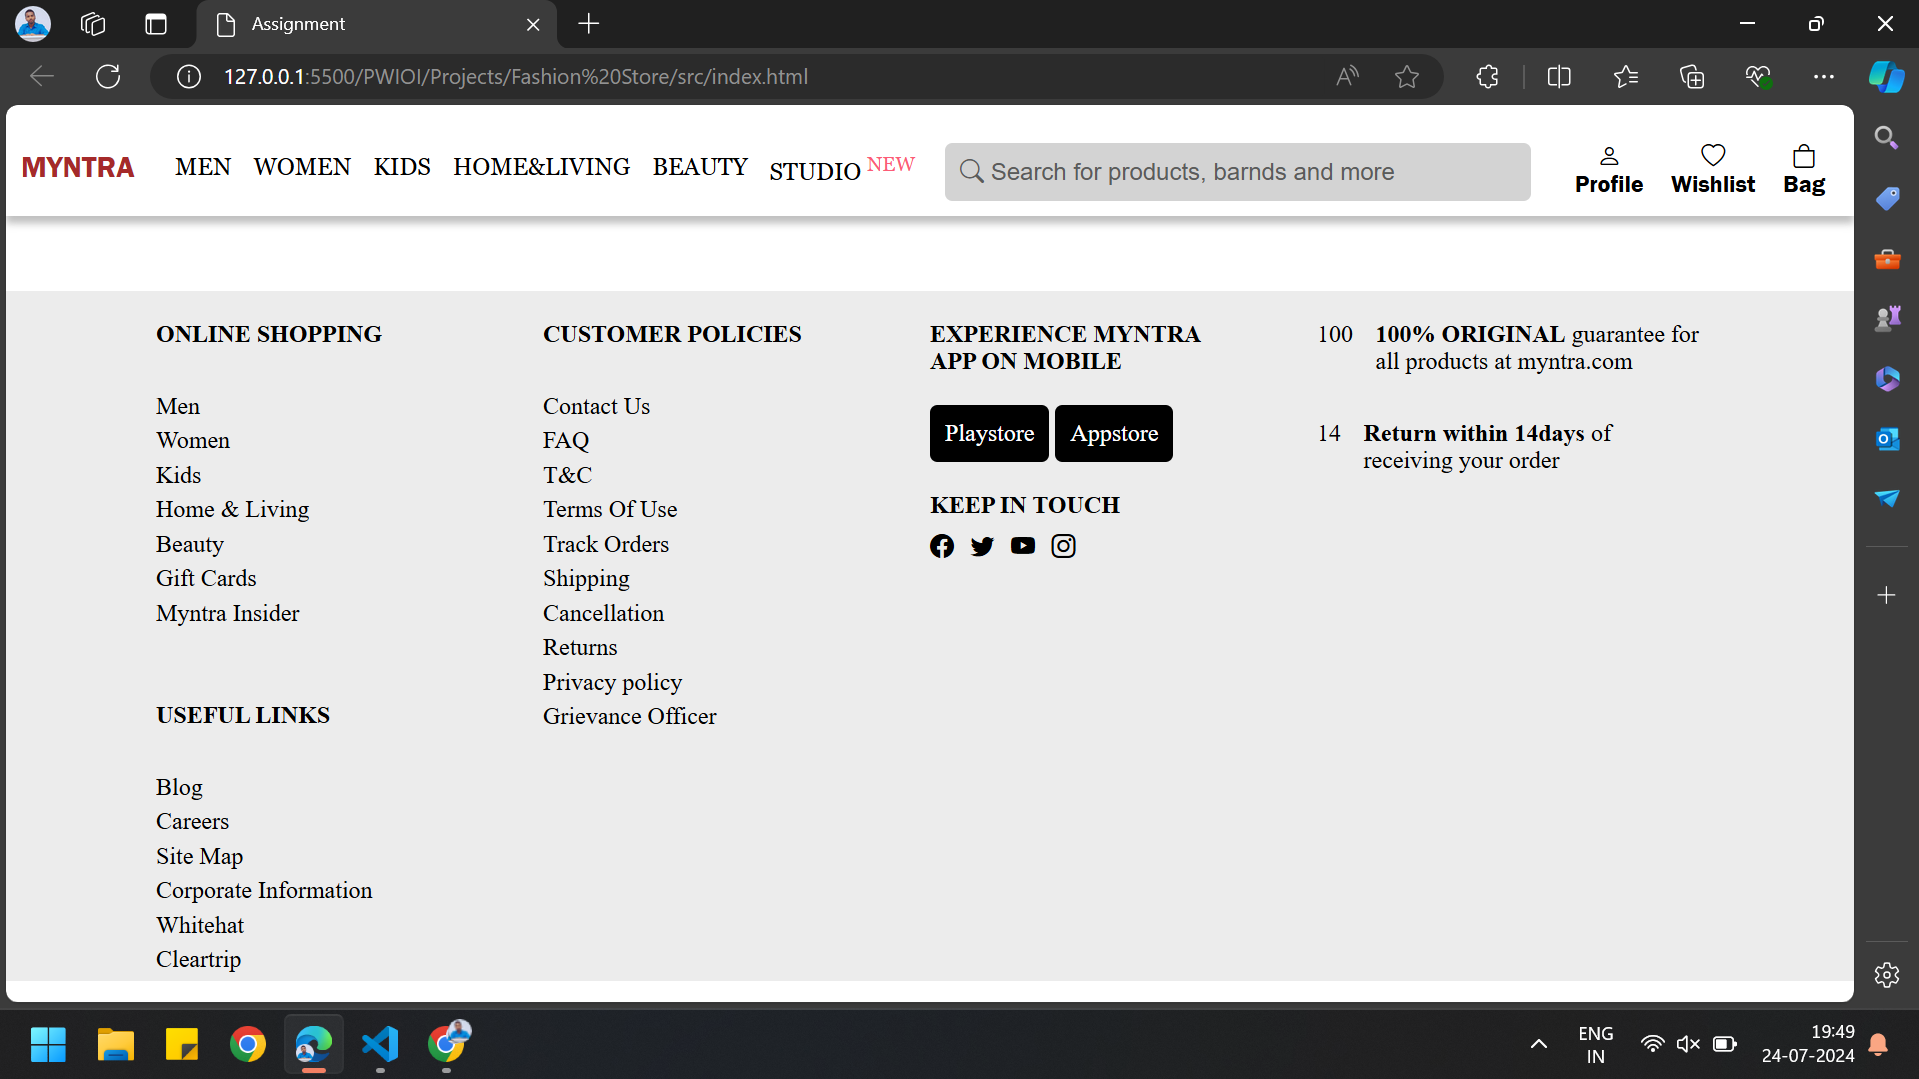 Assignment
127.0.0.1:5500/PWIOI/Projects/Fashion%20Store/src/index.html
MYNTRA MEN WOMEN KIDS HOME&LIVING BEAUTY STUDIO NEW
Search for products, barnds and more
Profile Wishlist Bag
ONLINE SHOPPING
Men
Women
Kids
Home & Living
Beauty
Gift Cards
Myntra Insider
USEFUL LINKS
Blog
Careers
Site Map
Corporate Information
Whitehat
Cleartrip
CUSTOMER POLICIES
Contact Us
FAQ
T&C
Terms Of Use
Track Orders
Shipping
Cancellation
Returns
Privacy policy
Grievance Officer
EXPERIENCE MYNTRA
APP ON MOBILE
Playstore Appstore
KEEP IN TOUCH
100 100% ORIGINAL guarantee for
all products at myntra.com
14 Return within 14days of
receiving your order
ENG
IN
19:49
24-07-2024